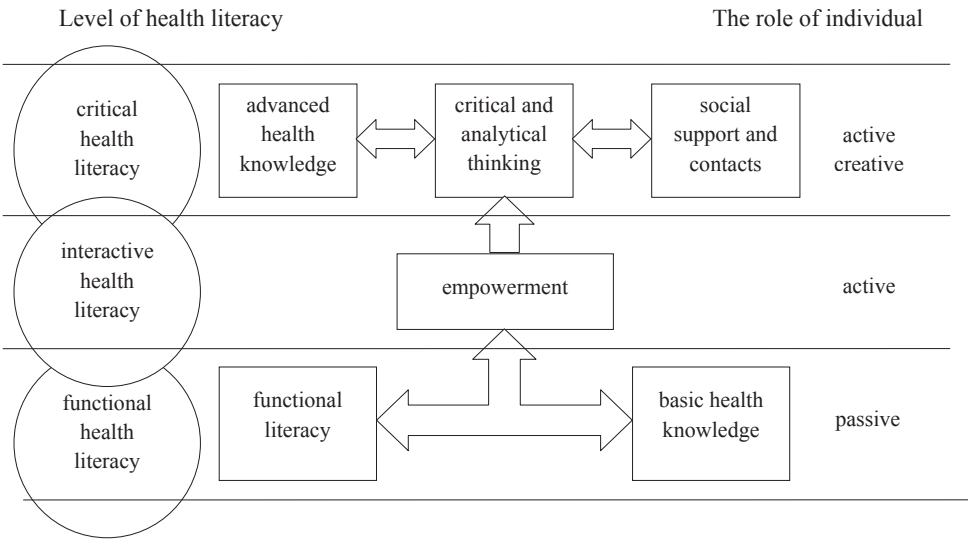 Level of health literacy
The role of individual
critical
health
literacy
advanced
health
knowledge
critical and
analytical
thinking
social
support and
contacts
active
creative
interactive
health
literacy
empowerment
active
functional
health
literacy
functional
literacy
basic health
knowledge
passive